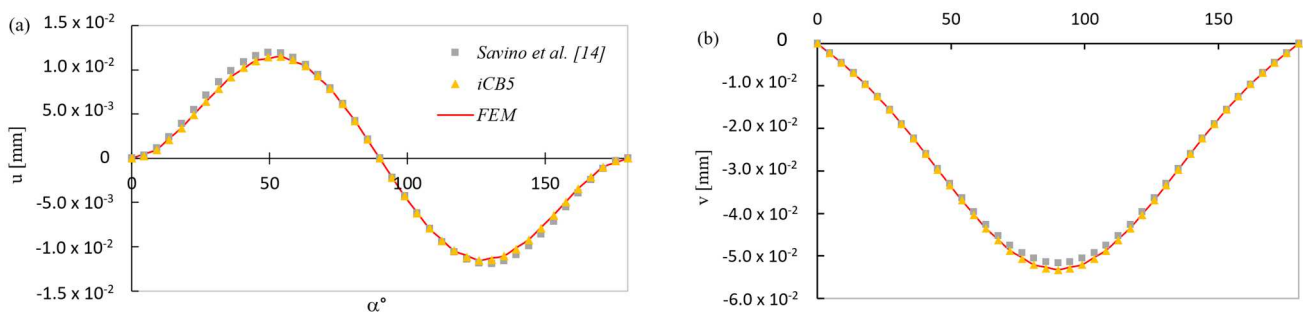 (a)
1.5 x 10⁻²
1.0 x 10⁻²
5.0 x 10⁻³
0
-5.0 x 10⁻³
-1.0 x 10⁻²
-1.5 x 10⁻²
u [mm]
0 50 100 150
α°
Savino et al. [14]
iCB5
FEM
(b)
0 50 100 150
0
-1.0 x 10⁻²
-2.0 x 10⁻²
-3.0 x 10⁻²
-4.0 x 10⁻²
-5.0 x 10⁻²
-6.0 x 10⁻²
v [mm]